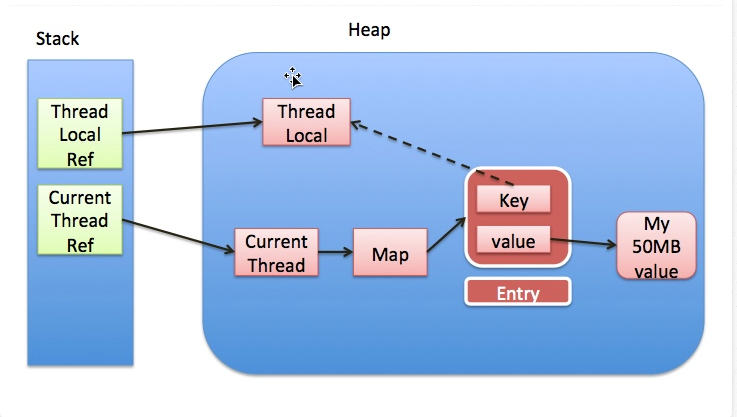 Stack
Heap
Thread
Local
Ref
Thread
Local
Current
Thread
Ref
Current
Thread
Map
Key
value
My
50MB
value
Entry